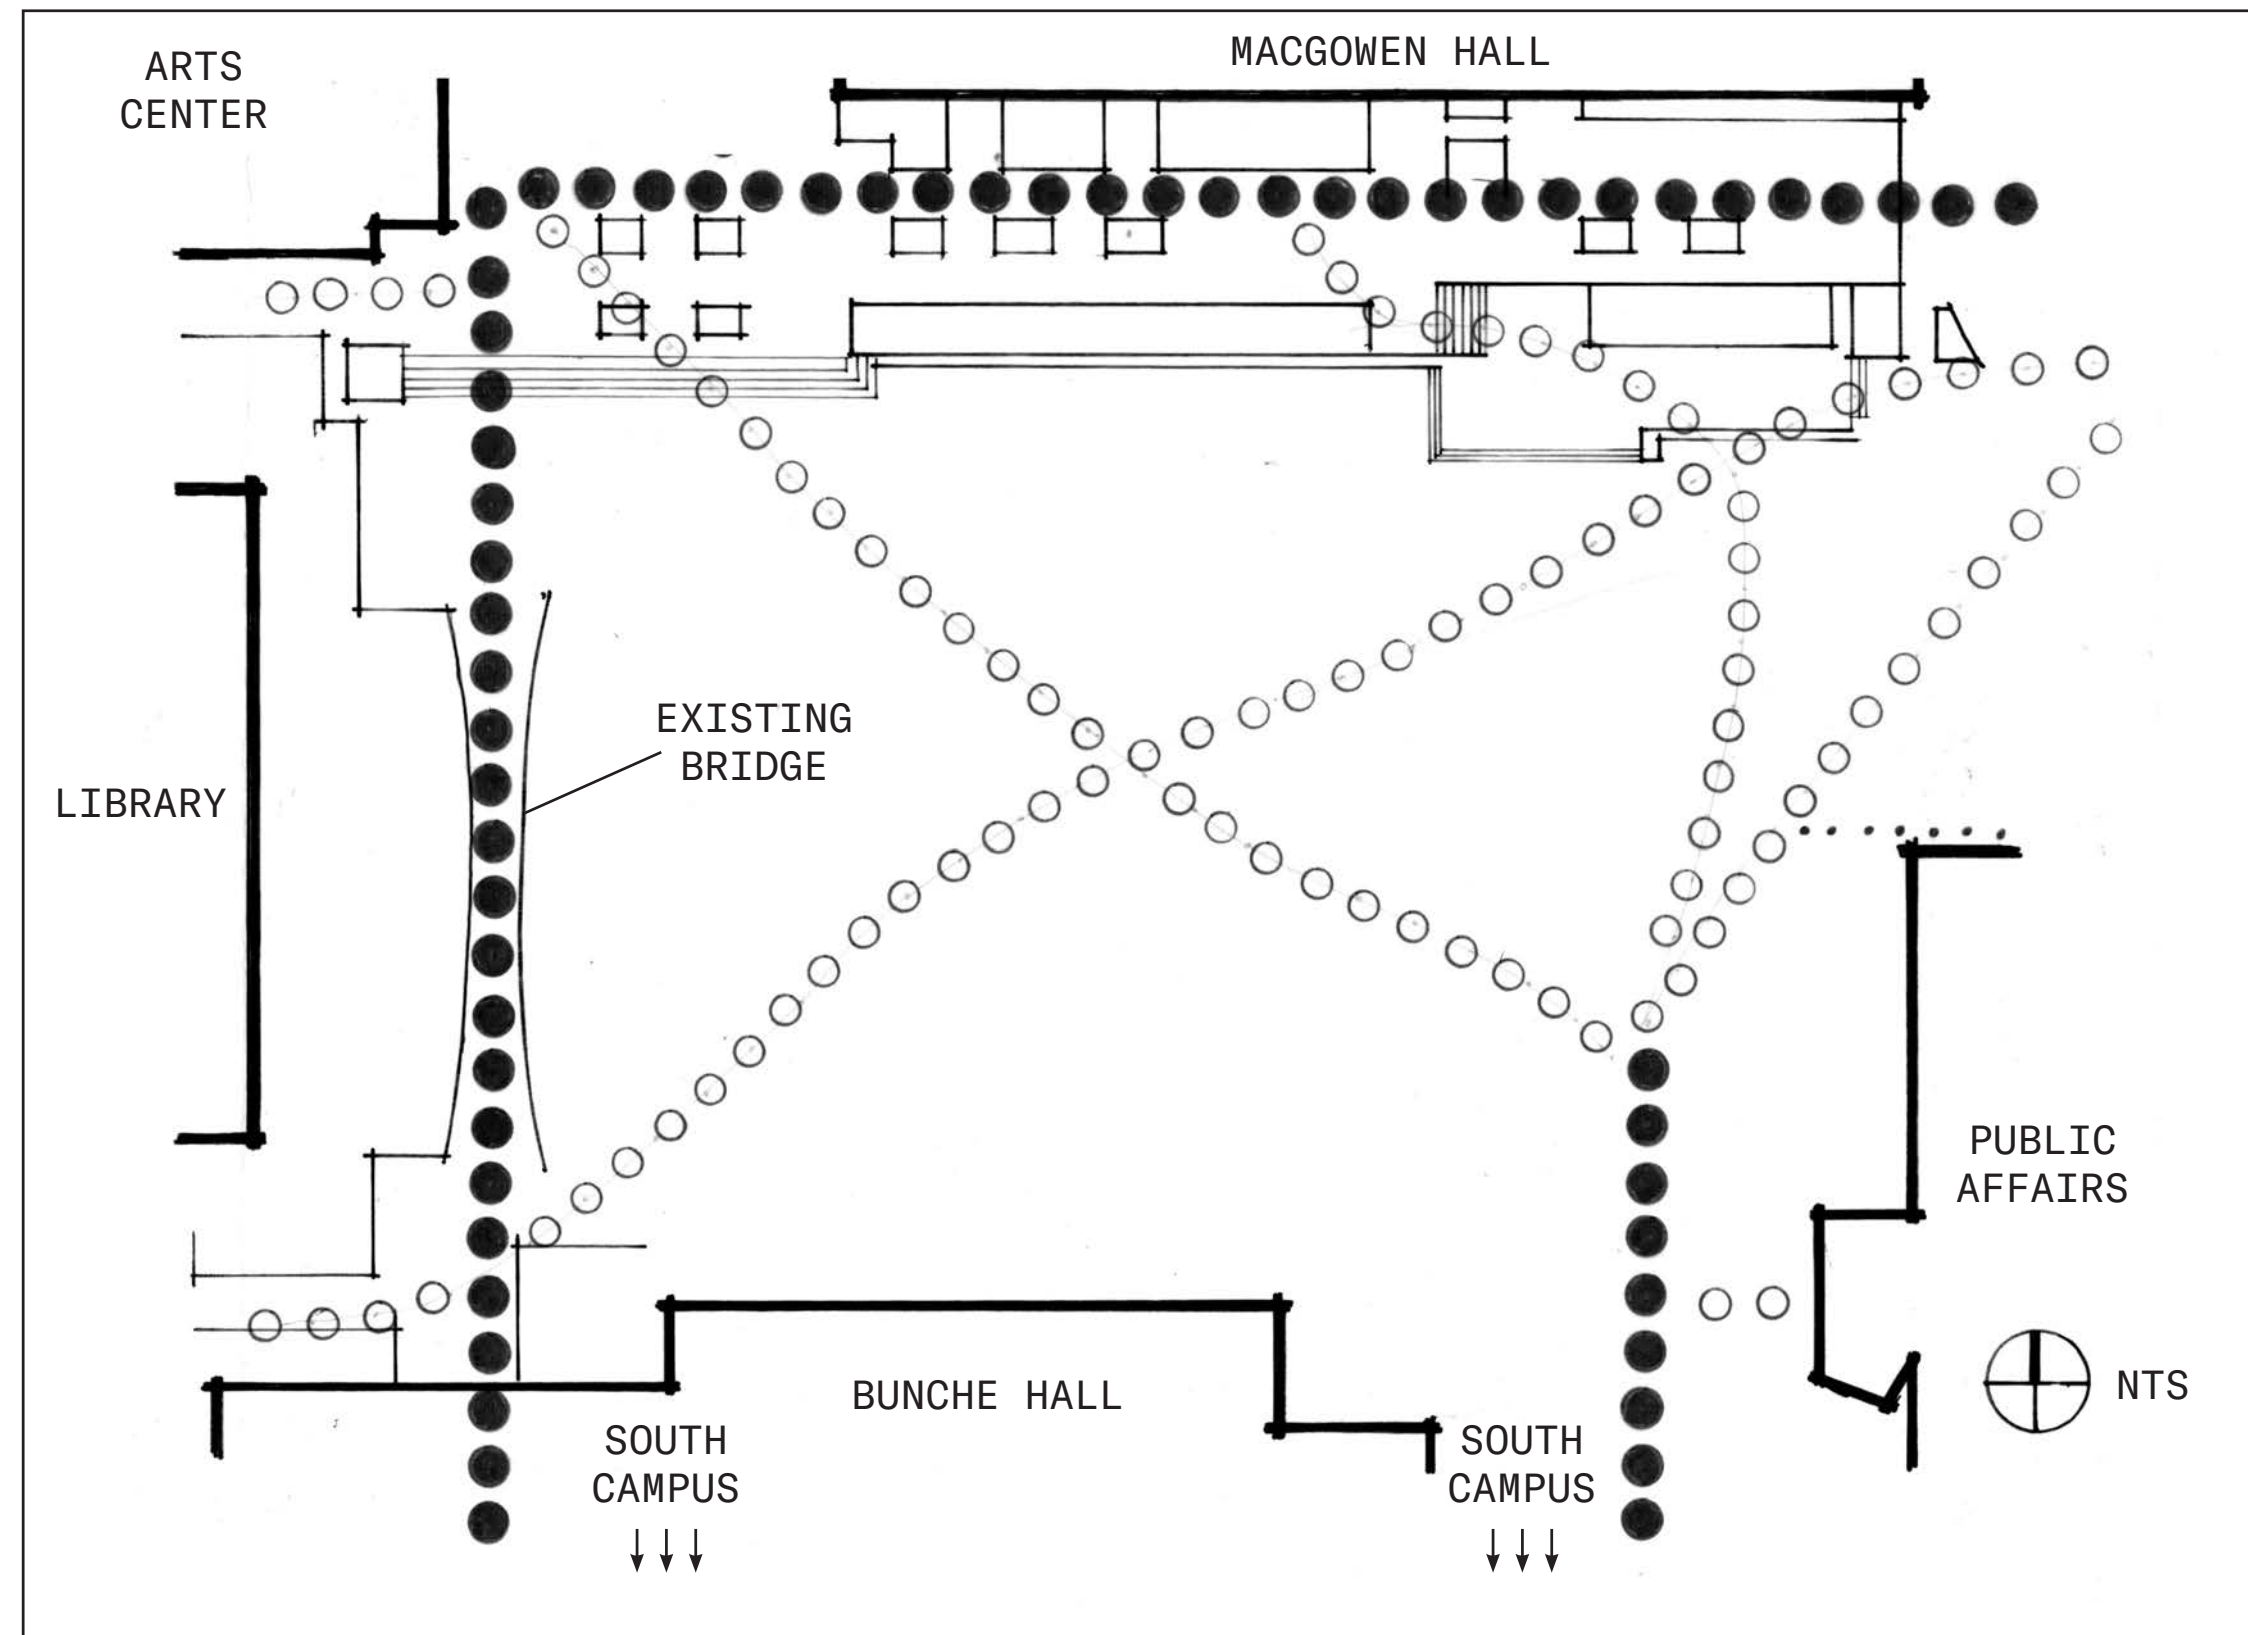 ARTS
CENTER
MACGOWEN HALL
EXISTING
BRIDGE
LIBRARY
PUBLIC
AFFAIRS
BUNCHE HALL
NTS
SOUTH
CAMPUS
SOUTH
CAMPUS